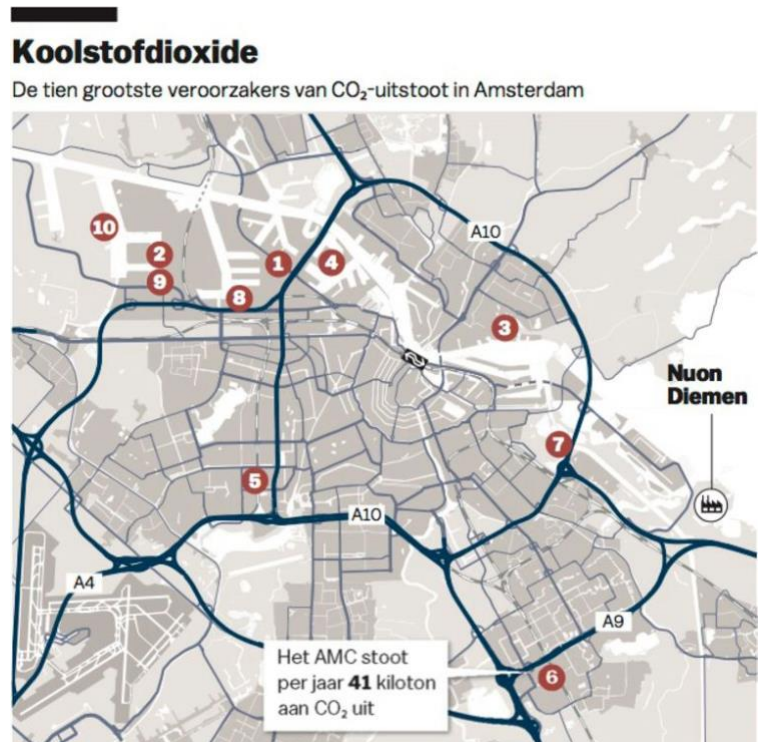 Koolstofdioxide
De tien grootste veroorzakers van CO₂-uitstoot in Amsterdam
A10
10
2
1
4
9
8
3
Nuon
Diemen
7
5
A10
A4
A9
Het AMC stoot
per jaar 41 kiloton
aan CO₂ uit
6